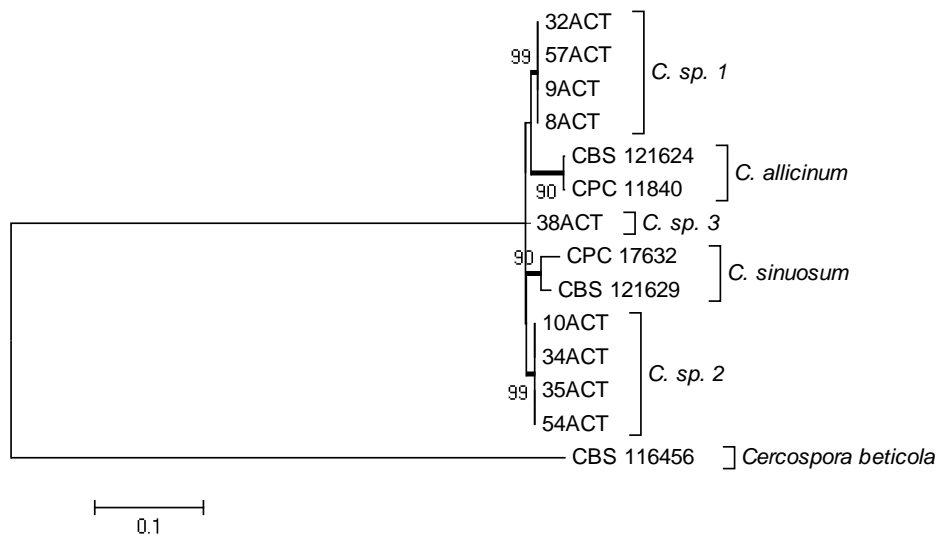 32ACT
99
57ACT
C. sp. 1
9ACT
8ACT
CBS 121624
C. allicinum
90
CPC 11840
38ACT
C. sp. 3
90
CPC 17632
C. sinuosum
CBS 121629
10ACT
34ACT
C. sp. 2
99
35ACT
54ACT
CBS 116456
Cercospora beticola
0.1